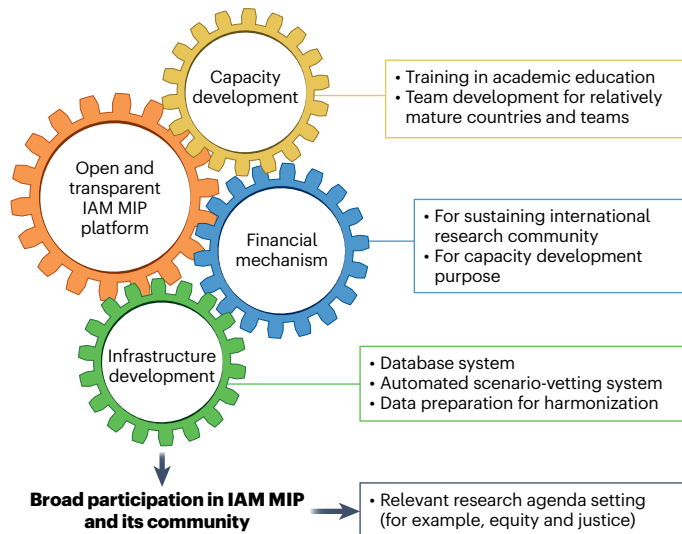 Capacity
development
• Training in academic education
• Team development for relatively
mature countries and teams
Open and
transparent
IAM MIP
platform
Financial
mechanism
• For sustaining international
research community
• For capacity development
purpose
Infrastructure
development
• Database system
• Automated scenario-vetting system
• Data preparation for harmonization
Broad participation in IAM MIP
and its community
• Relevant research agenda setting
(for example, equity and justice)